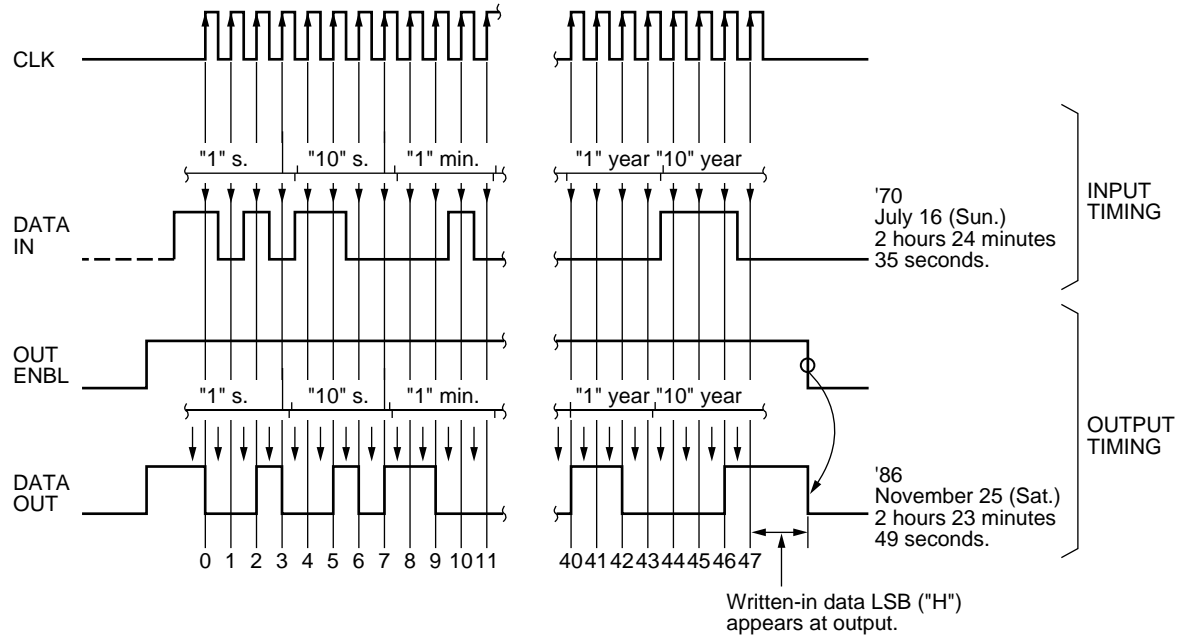 CLK
"1" s. "10" s. "1" min. "1" year "10" year
DATA
IN
'70
July 16 (Sun.)
2 hours 24 minutes
35 seconds.
INPUT
TIMING
OUT
ENBL
"1" s. "10" s. "1" min. "1" year "10" year
DATA
OUT
'86
November 25 (Sat.)
2 hours 23 minutes
49 seconds.
OUTPUT
TIMING
0 1 2 3 4 5 6 7 8 9 10 11 40 41 42 43 44 45 46 47
Written-in data LSB ("H")
appears at output.